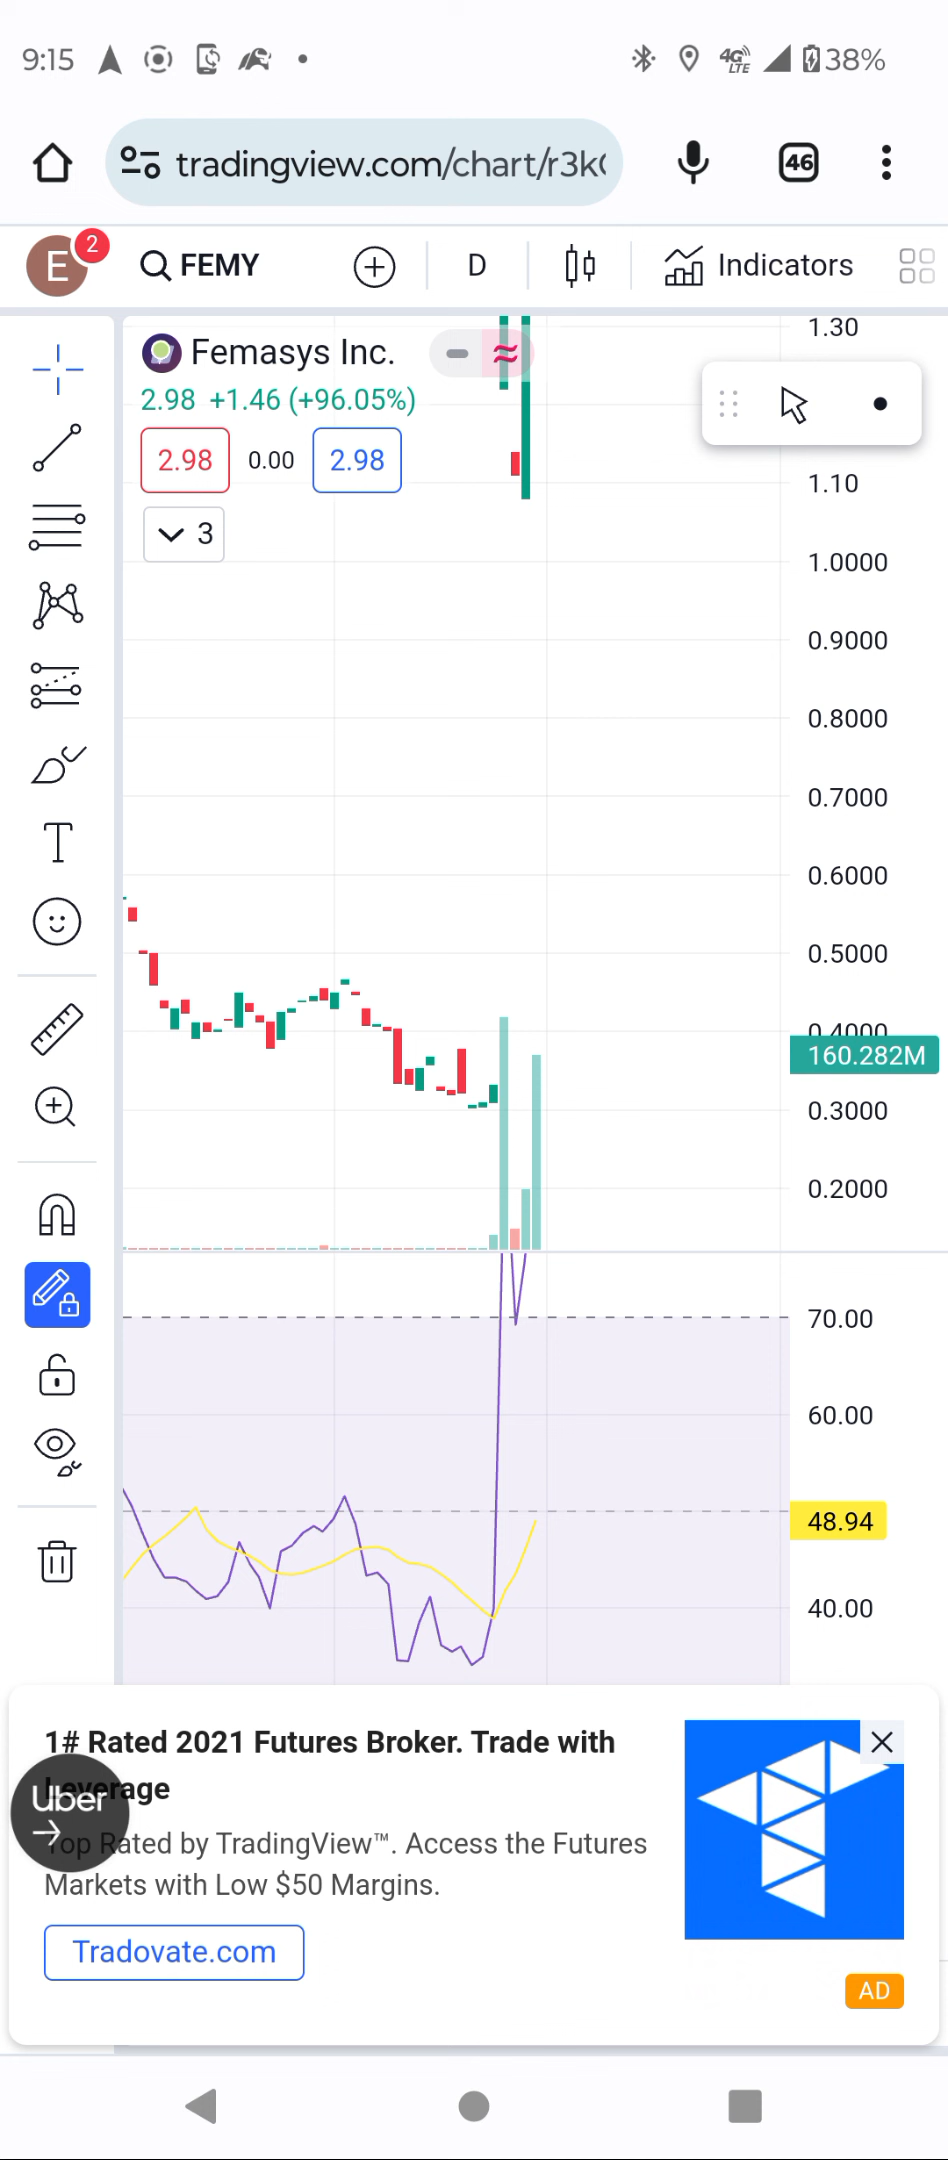 9:15 4G LTE 38%
tradingview.com/chart/r3k
46
E 2 FEMY D Indicators
Femasys Inc.
2.98 +1.46 (+96.05%)
2.98 0.00 2.98
3
1.30
1.10
1.0000
0.9000
0.8000
0.7000
0.6000
0.5000
0.4000
160.282M
0.3000
0.2000
70.00
60.00
48.94
40.00
1# Rated 2021 Futures Broker. Trade with
Leverage
Top Rated by TradingView™. Access the Futures
Markets with Low $50 Margins.
Tradovate.com
AD
Uber